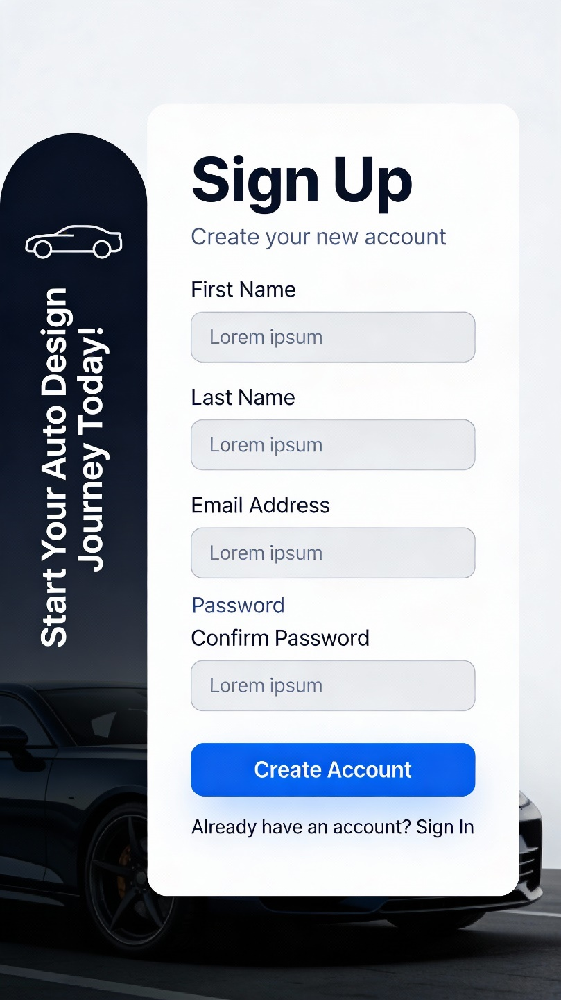 Start Your Auto Design
Journey Today!
Sign Up
Create your new account
First Name
Lorem ipsum
Last Name
Lorem ipsum
Email Address
Lorem ipsum
Password
Confirm Password
Lorem ipsum
Create Account
Already have an account? Sign In